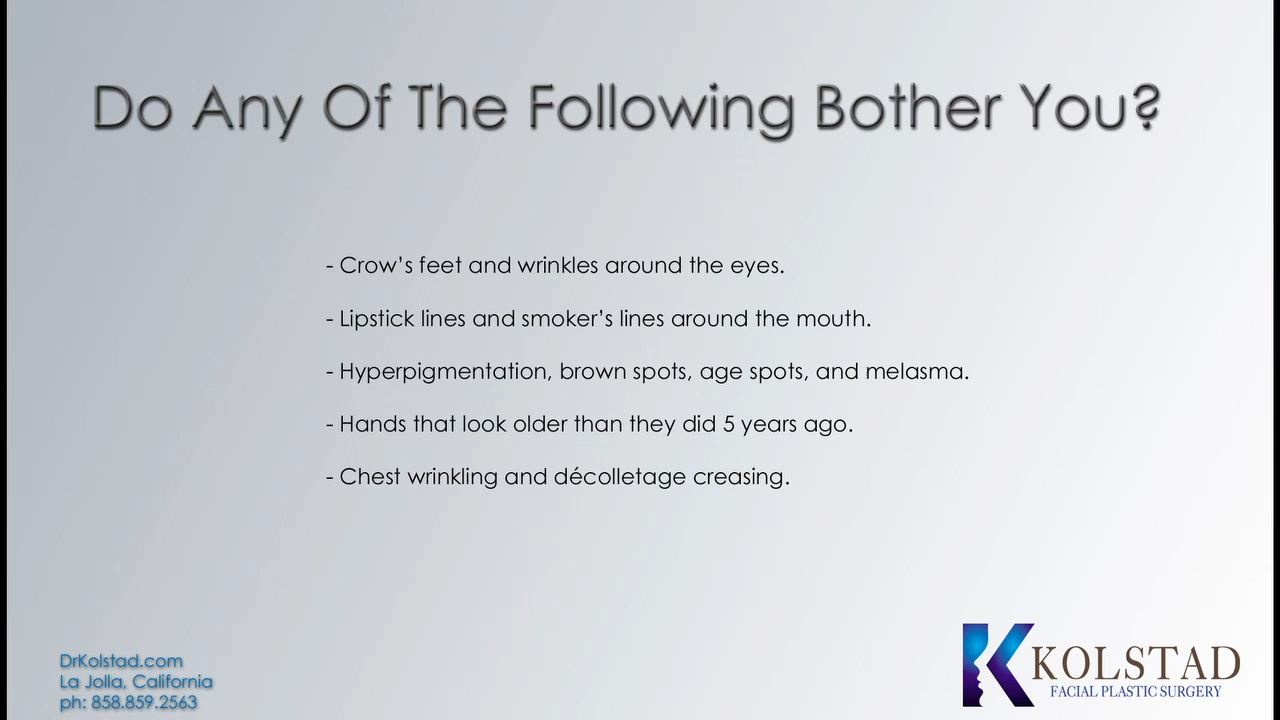 Do Any Of The Following Bother You?
- Crow’s feet and wrinkles around the eyes.
- Lipstick lines and smoker’s lines around the mouth.
- Hyperpigmentation, brown spots, age spots, and melasma.
- Hands that look older than they did 5 years ago.
- Chest wrinkling and décolletage creasing.
DrKolstad.com
La Jolla, California
ph: 858.859.2563
KOLSTAD
FACIAL PLASTIC SURGERY